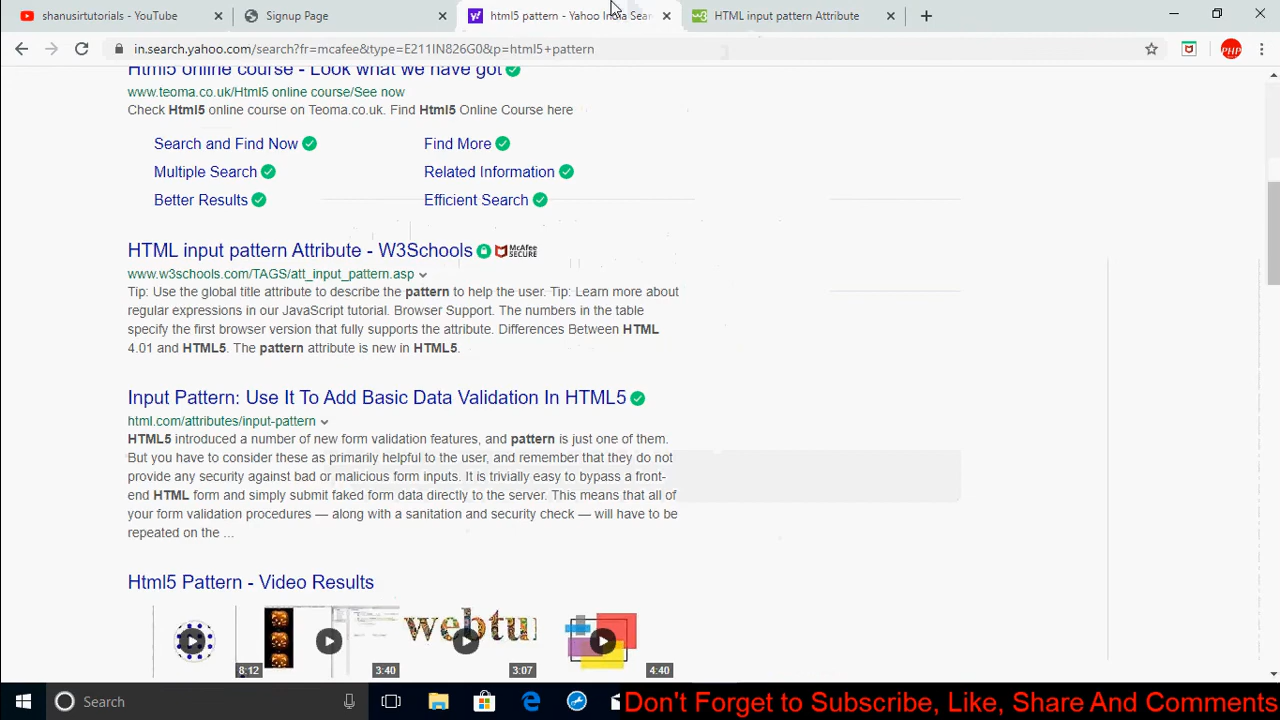 shanusirtutorials - YouTube
Signup Page
html5 pattern - Yahoo India Sear
HTML input pattern Attribute
in.search.yahoo.com/search?fr=mcafee&type=E211IN826G0&p=html5+pattern
PHP
Html5 online course - Look what we have got
www.teoma.co.uk/Html5 online course/See now
Check Html5 online course on Teoma.co.uk. Find Html5 Online Course here
Search and Find Now
Find More
Multiple Search
Related Information
Better Results
Efficient Search
HTML input pattern Attribute - W3Schools
McAfee SECURE
www.w3schools.com/TAGS/att_input_pattern.asp
Tip: Use the global title attribute to describe the pattern to help the user. Tip: Learn more about
regular expressions in our JavaScript tutorial. Browser Support. The numbers in the table
specify the first browser version that fully supports the attribute. Differences Between HTML
4.01 and HTML5. The pattern attribute is new in HTML5.
Input Pattern: Use It To Add Basic Data Validation In HTML5
html.com/attributes/input-pattern
HTML5 introduced a number of new form validation features, and pattern is just one of them.
But you have to consider these as primarily helpful to the user, and remember that they do not
provide any security against bad or malicious form inputs. It is trivially easy to bypass a front-
end HTML form and simply submit faked form data directly to the server. This means that all of
your form validation procedures — along with a sanitation and security check — will have to be
repeated on the ...
Html5 Pattern - Video Results
webtu
8:12
3:40
3:07
4:40
Search
Don't Forget to Subscribe, Like, Share And Comments